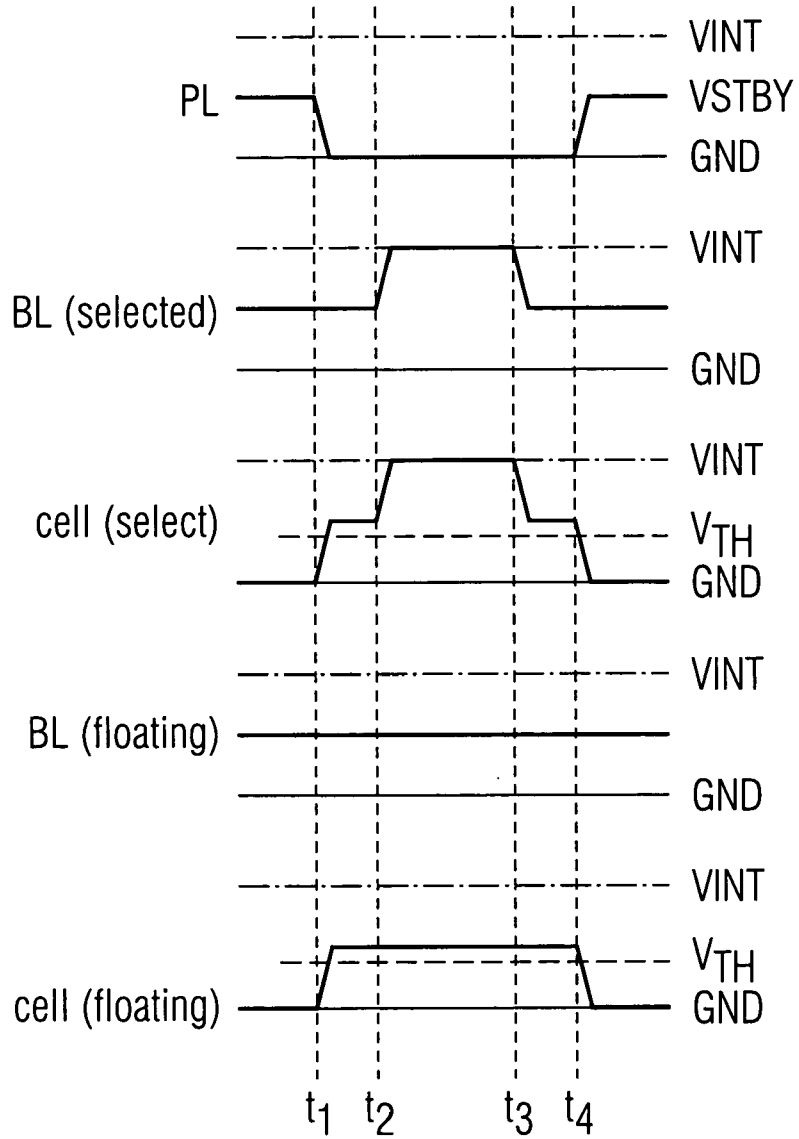 VINT
PL
VSTBY
GND
VINT
BL (selected)
GND
VINT
cell (select)
VTH
GND
VINT
BL (floating)
GND
VINT
VTH
cell (floating)
GND
t1 t2 t3 t4